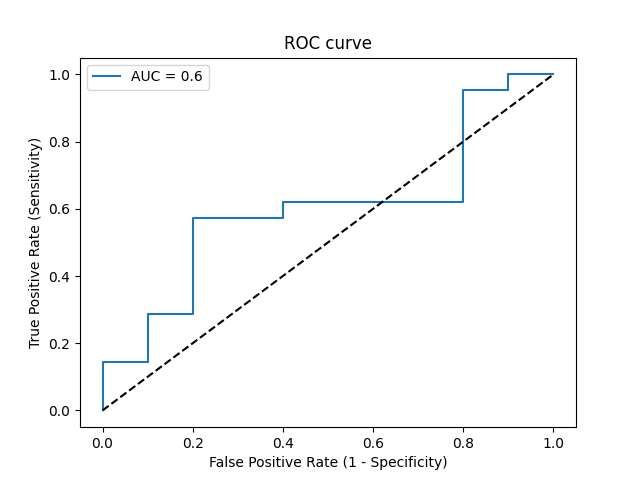 ROC curve
AUC = 0.6
True Positive Rate (Sensitivity)
1.0
0.8
0.6
0.4
0.2
0.0
0.0 0.2 0.4 0.6 0.8 1.0
False Positive Rate (1 - Specificity)